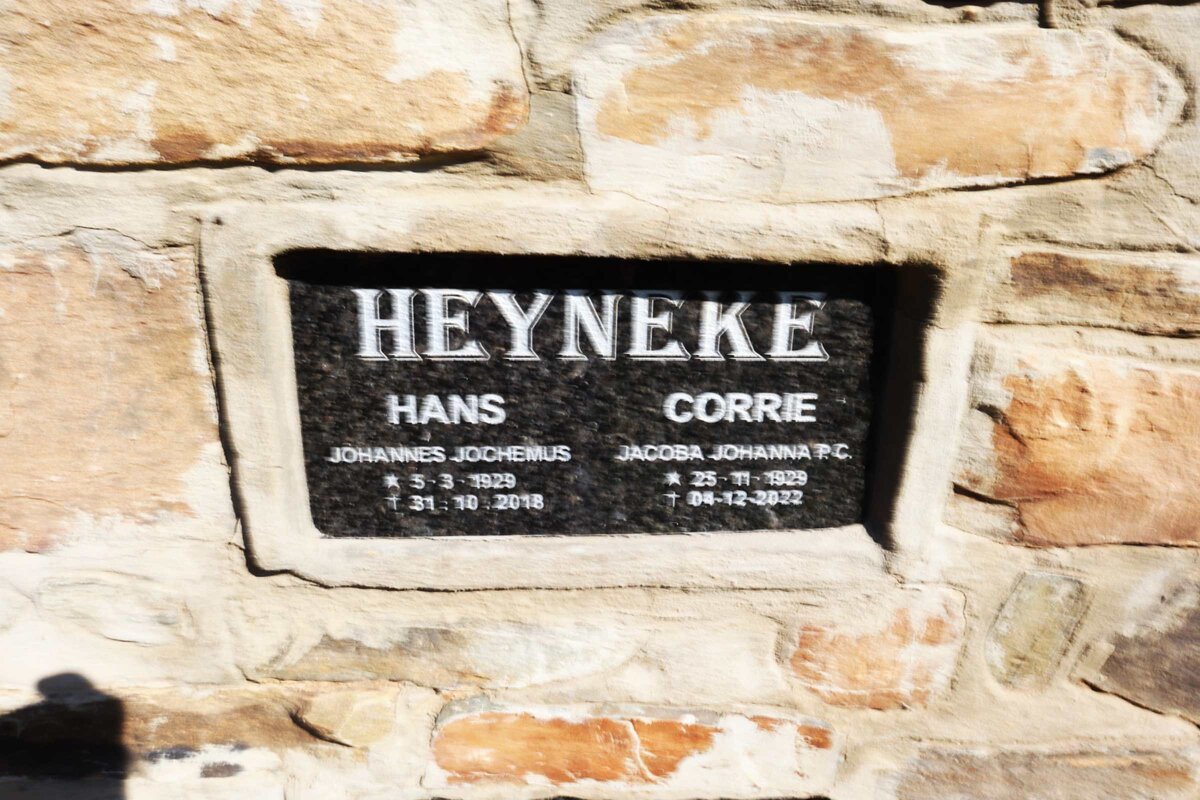 HEYNEKE
HANS CORRIE
JOHANNES JOCHEMUS JACOBA JOHANNA P.C.
★ 5 - 3 - 1929 ★ 25 - 11 - 1929
† 31 - 10 - 2018 † 04-12-2022